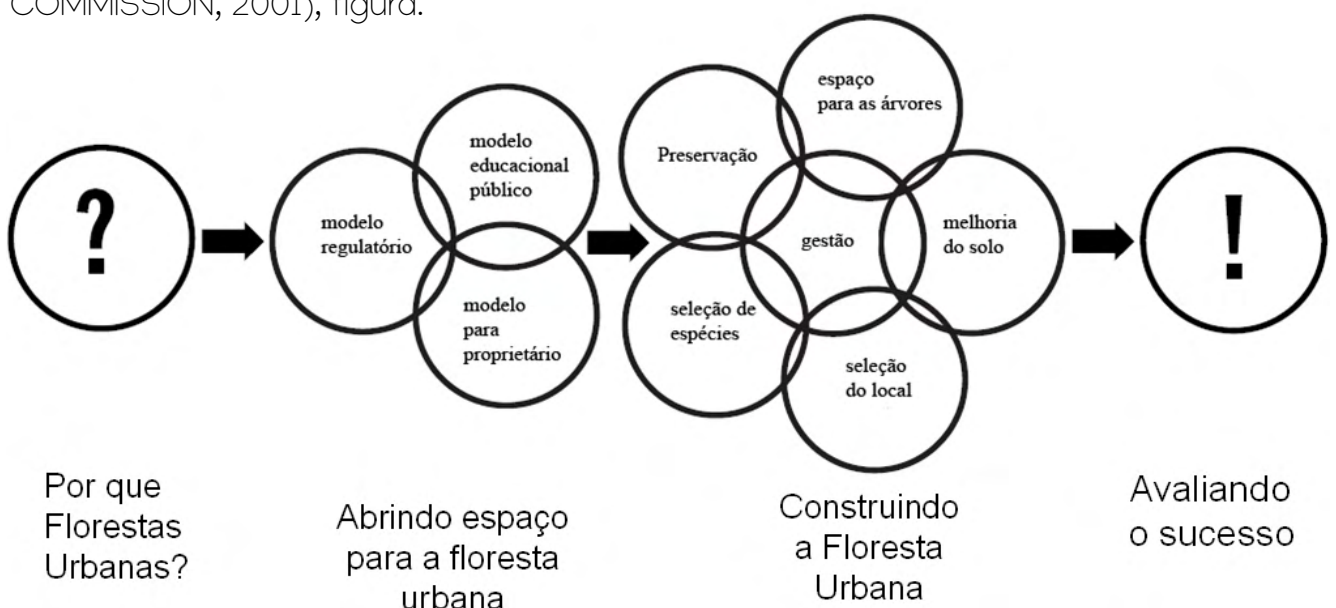 COMMISSION, 2001), figura.
?
modelo
regulatório
modelo
educacional
público
modelo
para
proprietário
Preservação
espaço
para as árvores
gestão
melhoria
do solo
seleção de
espécies
seleção
do local
!
Por que
Florestas
Urbanas?
Abrindo espaço
para a floresta
urbana
Construindo
a Floresta
Urbana
Avaliando
o sucesso